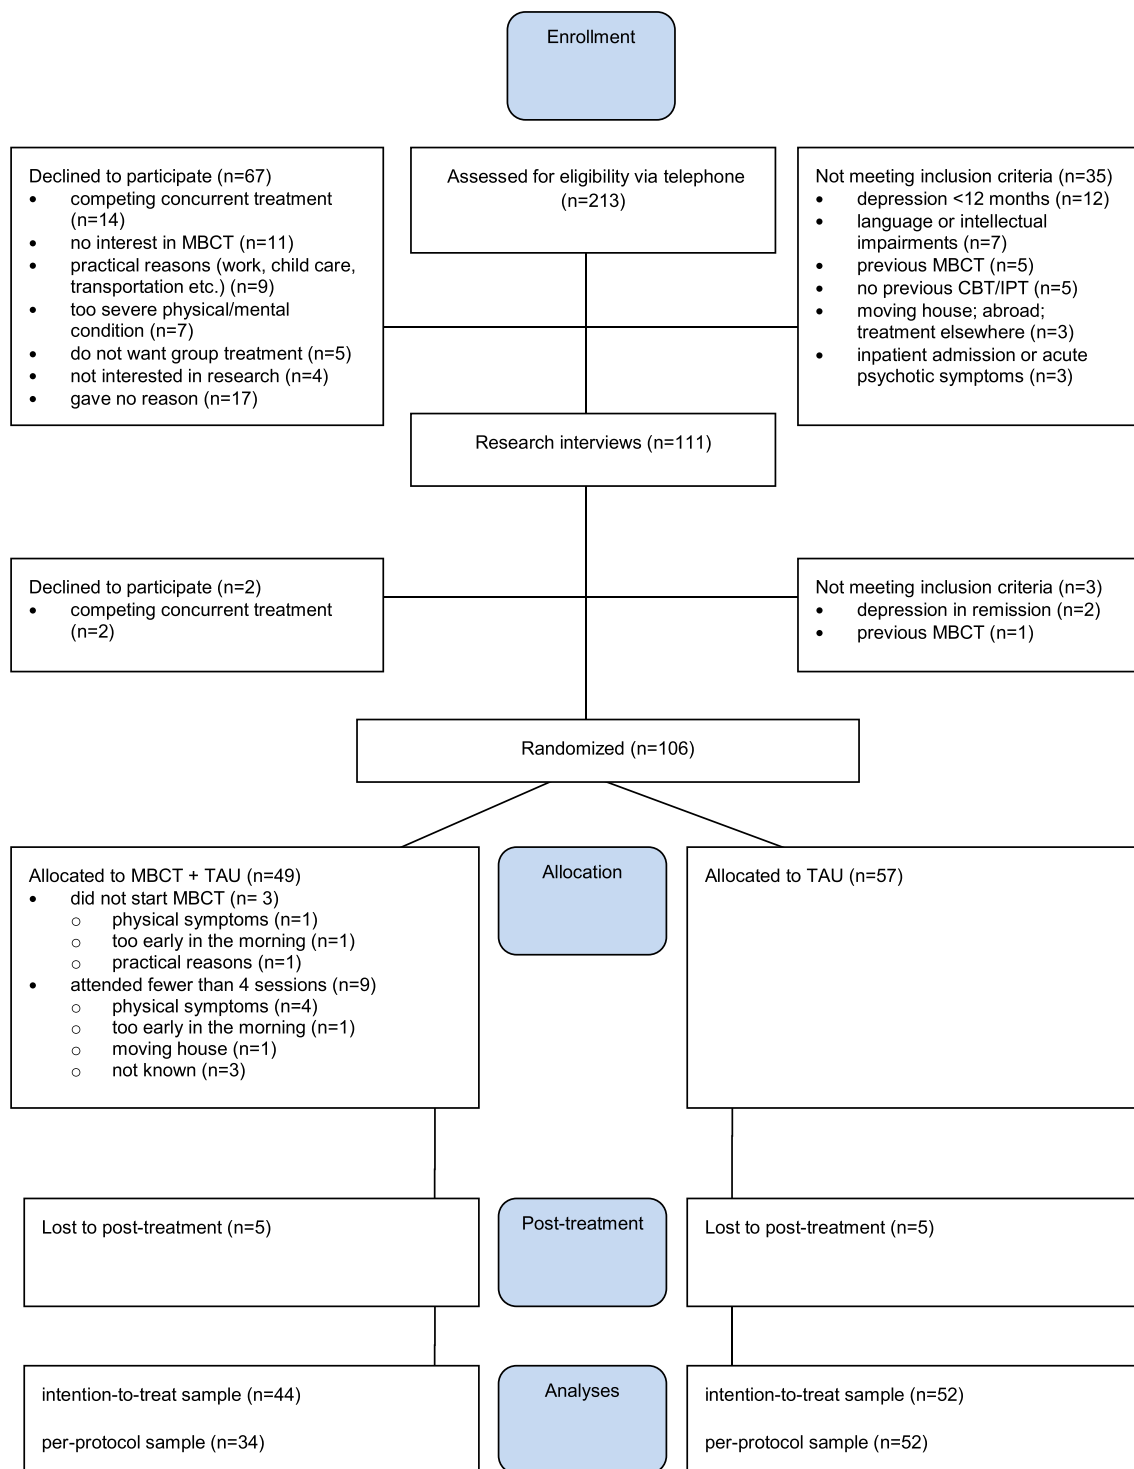 Enrollment
Declined to participate (n=67)
• competing concurrent treatment
(n=14)
• no interest in MBCT (n=11)
• practical reasons (work, child care,
transportation etc.) (n=9)
• too severe physical/mental
condition (n=7)
• do not want group treatment (n=5)
• not interested in research (n=4)
• gave no reason (n=17)
Assessed for eligibility via telephone
(n=213)
Not meeting inclusion criteria (n=35)
• depression <12 months (n=12)
• language or intellectual
impairments (n=7)
• previous MBCT (n=5)
• no previous CBT/IPT (n=5)
• moving house; abroad;
treatment elsewhere (n=3)
• inpatient admission or acute
psychotic symptoms (n=3)
Research interviews (n=111)
Declined to participate (n=2)
• competing concurrent treatment
(n=2)
Not meeting inclusion criteria (n=3)
• depression in remission (n=2)
• previous MBCT (n=1)
Randomized (n=106)
Allocated to MBCT + TAU (n=49)
• did not start MBCT (n= 3)
○ physical symptoms (n=1)
○ too early in the morning (n=1)
○ practical reasons (n=1)
• attended fewer than 4 sessions (n=9)
○ physical symptoms (n=4)
○ too early in the morning (n=1)
○ moving house (n=1)
○ not known (n=3)
Allocation
Allocated to TAU (n=57)
Lost to post-treatment (n=5)
Post-treatment
Lost to post-treatment (n=5)
intention-to-treat sample (n=44)
per-protocol sample (n=34)
Analyses
intention-to-treat sample (n=52)
per-protocol sample (n=52)